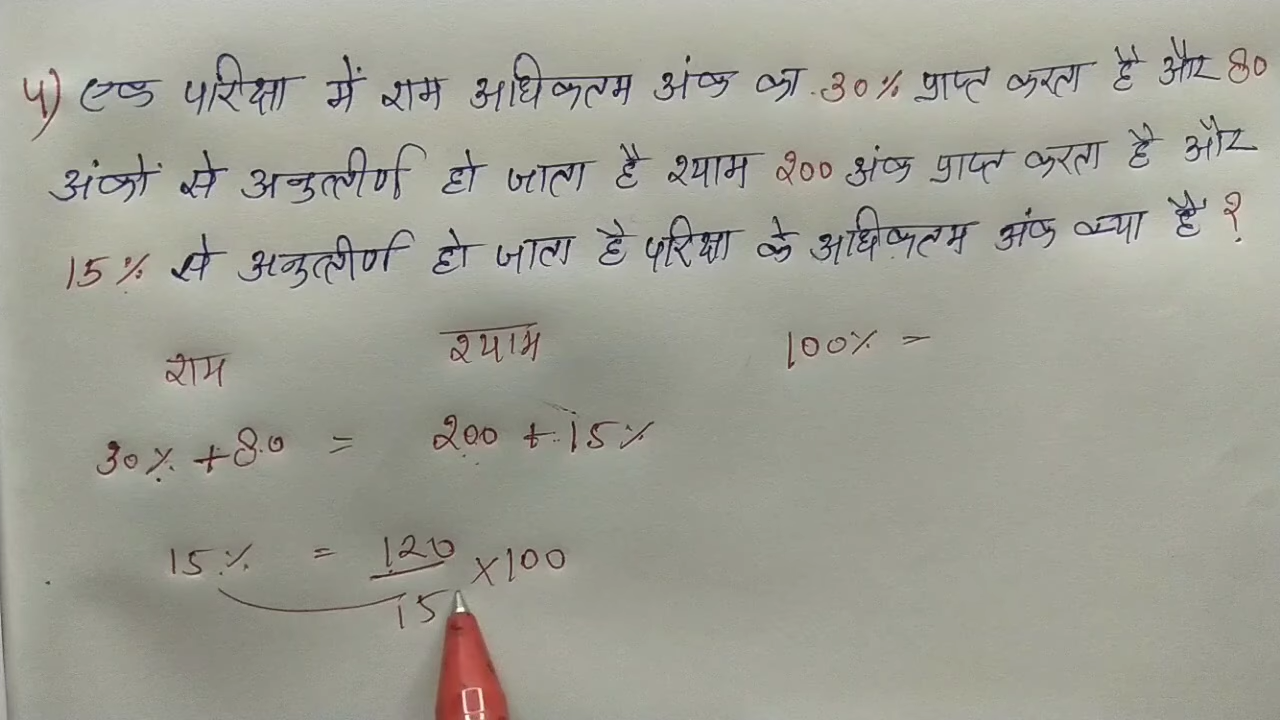 ५) एक परिक्षा में राम अधिकतम अंक का 30% प्राप्त करता है और 80
अंकों से अनुत्तीर्ण हो जाता है श्याम 200 अंक प्राप्त करता है और
15% से अनुत्तीर्ण हो जाता है परिक्षा के अधिकतम अंक क्या है ?
राम श्याम 100% =
30% + 80 = 200 + 15%
15% = 120/15 × 100